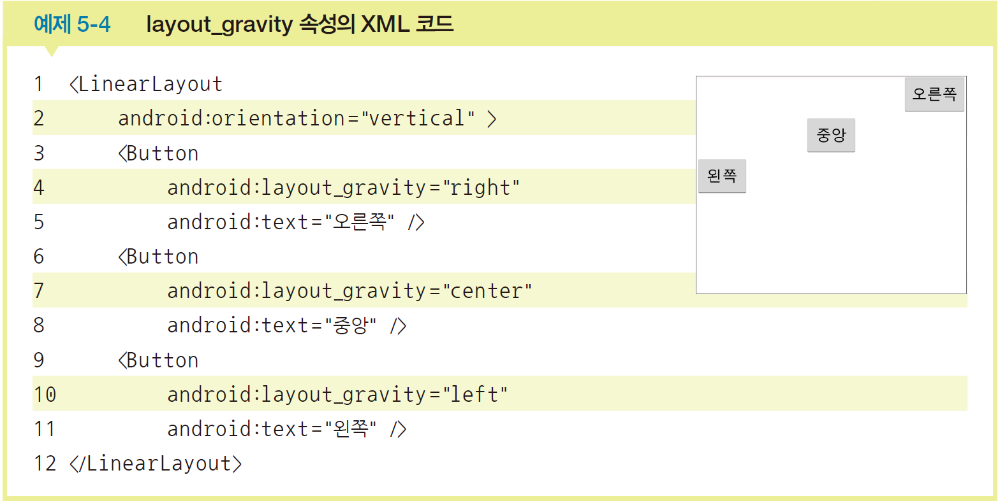 예제 5-4 layout_gravity 속성의 XML 코드
1 <LinearLayout
2 android:orientation="vertical" >
3 <Button
4 android:layout_gravity="right"
5 android:text="오른쪽" />
6 <Button
7 android:layout_gravity="center"
8 android:text="중앙" />
9 <Button
10 android:layout_gravity="left"
11 android:text="왼쪽" />
12 </LinearLayout>
오른쪽
중앙
왼쪽